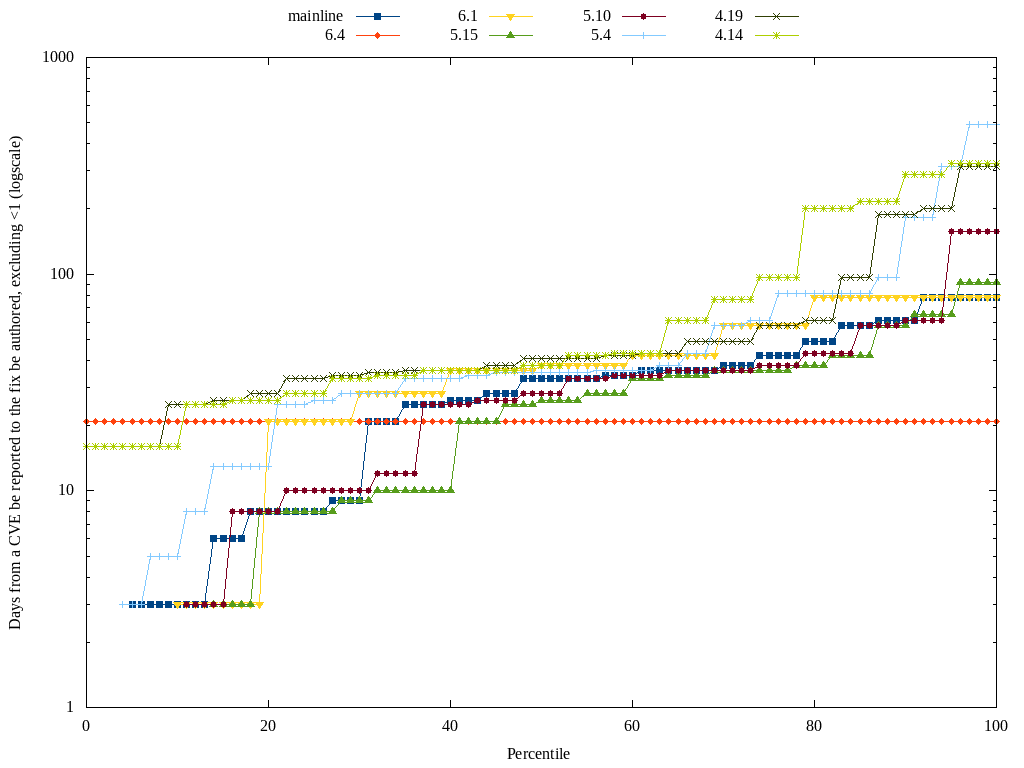 mainline 6.1 5.10 4.19
6.4 5.15 5.4 4.14
1000
100
10
1
0 20 40 60 80 100
Percentile
Days from a CVE be reported to the fix be authored, excluding <1 (logscale)